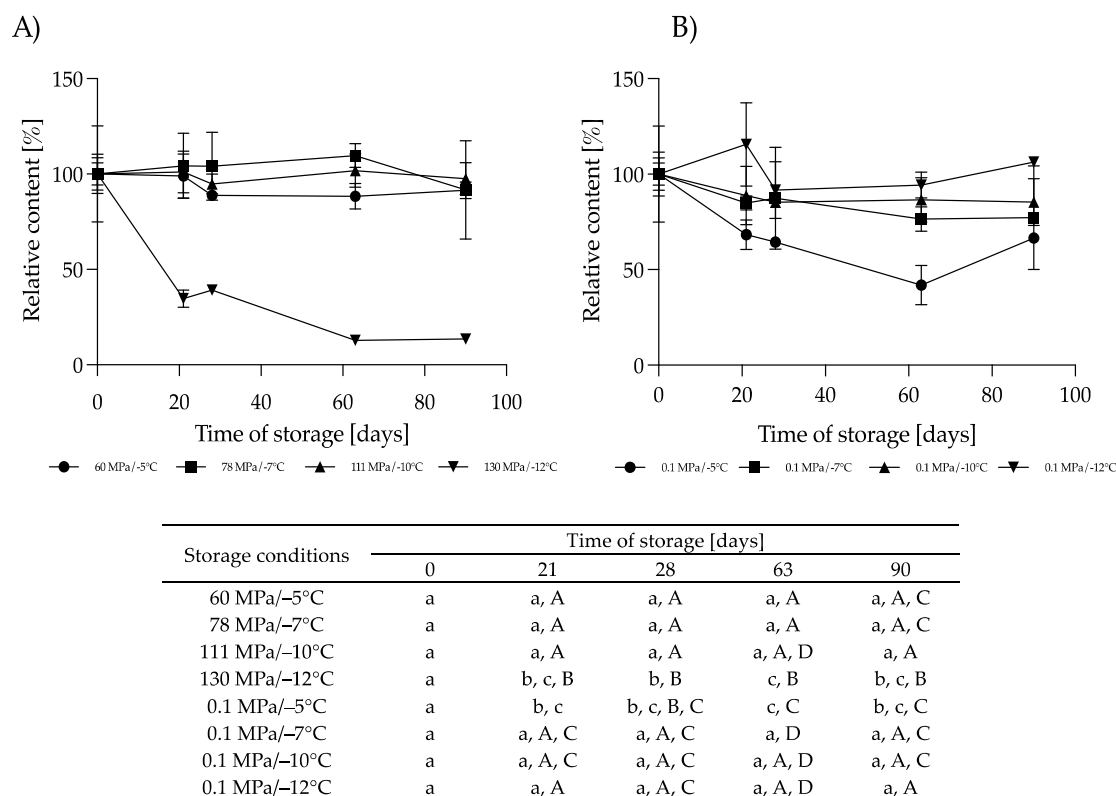 A)
B)
150
100
50
0
Relative content [%]
0 20 40 60 80 100
Time of storage [days]
60 MPa/-5°C 78 MPa/-7°C 111 MPa/-10°C 130 MPa/-12°C
150
100
50
0
Relative content [%]
0 20 40 60 80 100
Time of storage [days]
0.1 MPa/-5°C 0.1 MPa/-7°C 0.1 MPa/-10°C 0.1 MPa/-12°C
Storage conditions
Time of storage [days]
0 21 28 63 90
60 MPa/–5°C a a, A a, A a, A a, A, C
78 MPa/–7°C a a, A a, A a, A a, A, C
111 MPa/–10°C a a, A a, A a, A, D a, A
130 MPa/–12°C a b, c, B b, B c, B b, c, B
0.1 MPa/–5°C a b, c b, c, B, C c, C b, c, C
0.1 MPa/–7°C a a, A, C a, A, C a, D a, A, C
0.1 MPa/–10°C a a, A, C a, A, C a, A, D a, A, C
0.1 MPa/–12°C a a, A a, A, C a, A, D a, A